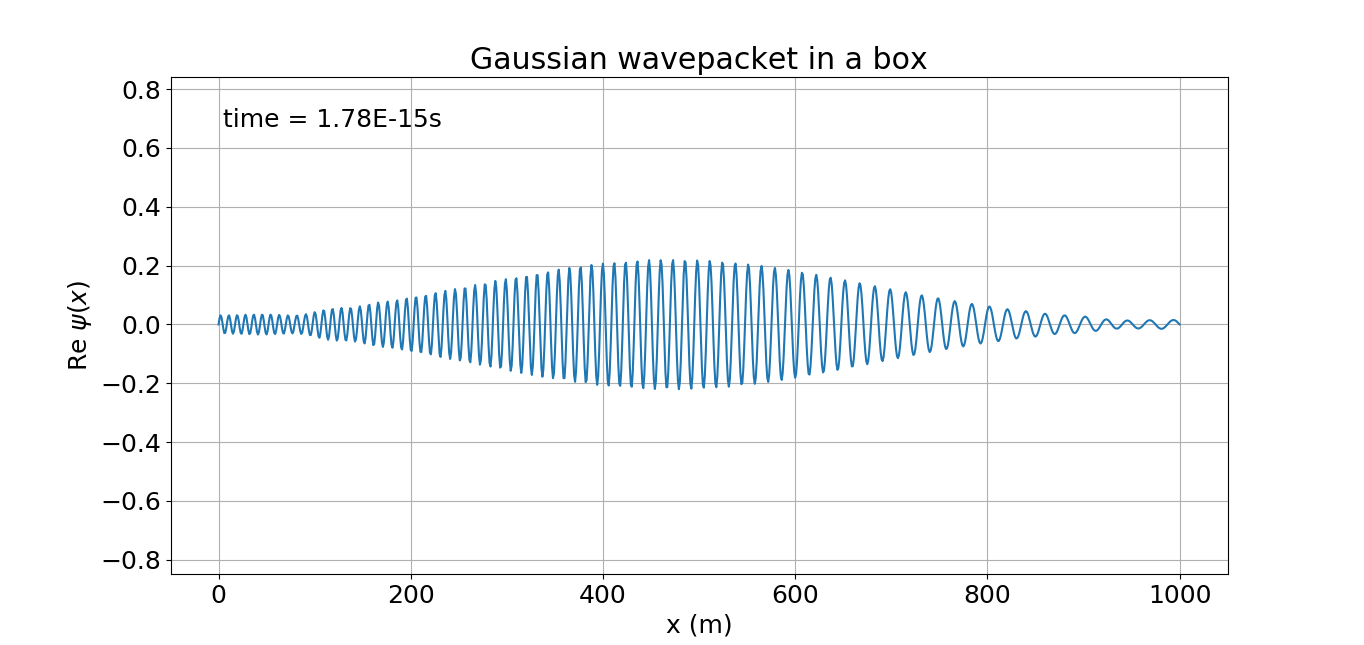 Gaussian wavepacket in a box
time = 1.78E-15s
Re ψ(x)
0.8
0.6
0.4
0.2
0.0
−0.2
−0.4
−0.6
−0.8
0 200 400 600 800 1000
x (m)